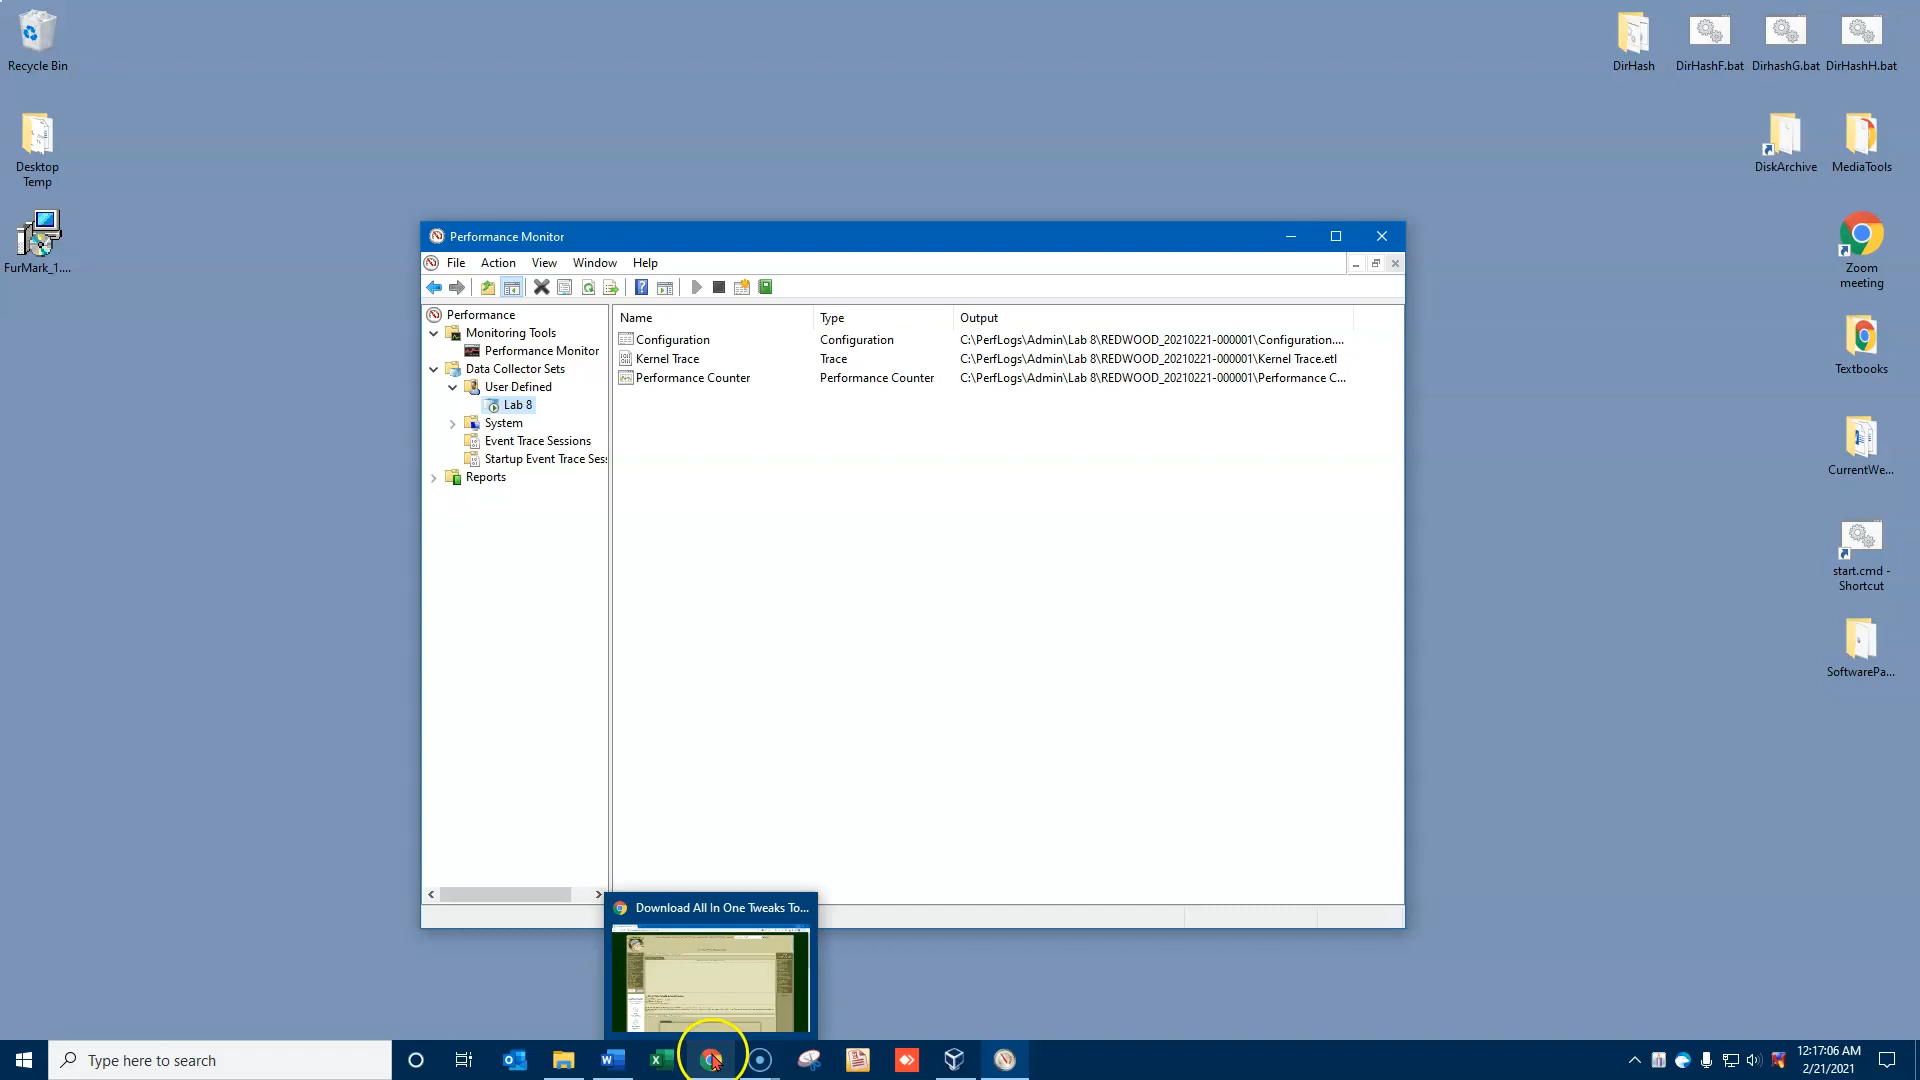 Recycle Bin
Desktop
Temp
FurMark_1....
DirHash
DirHashF.bat
DirhashG.bat
DirHashH.bat
DiskArchive
MediaTools
Zoom
meeting
Textbooks
CurrentWe...
start.cmd -
Shortcut
SoftwarePa...
Performance Monitor
File Action View Window Help
Performance
Monitoring Tools
Performance Monitor
Data Collector Sets
User Defined
Lab 8
System
Event Trace Sessions
Startup Event Trace Ses
Reports
Name Type Output
Configuration Configuration C:\PerfLogs\Admin\Lab 8\REDWOOD_20210221-000001\Configuration....
Kernel Trace Trace C:\PerfLogs\Admin\Lab 8\REDWOOD_20210221-000001\Kernel Trace.etl
Performance Counter Performance Counter C:\PerfLogs\Admin\Lab 8\REDWOOD_20210221-000001\Performance C...
Download All In One Tweaks To...
Type here to search
12:17:06 AM
2/21/2021